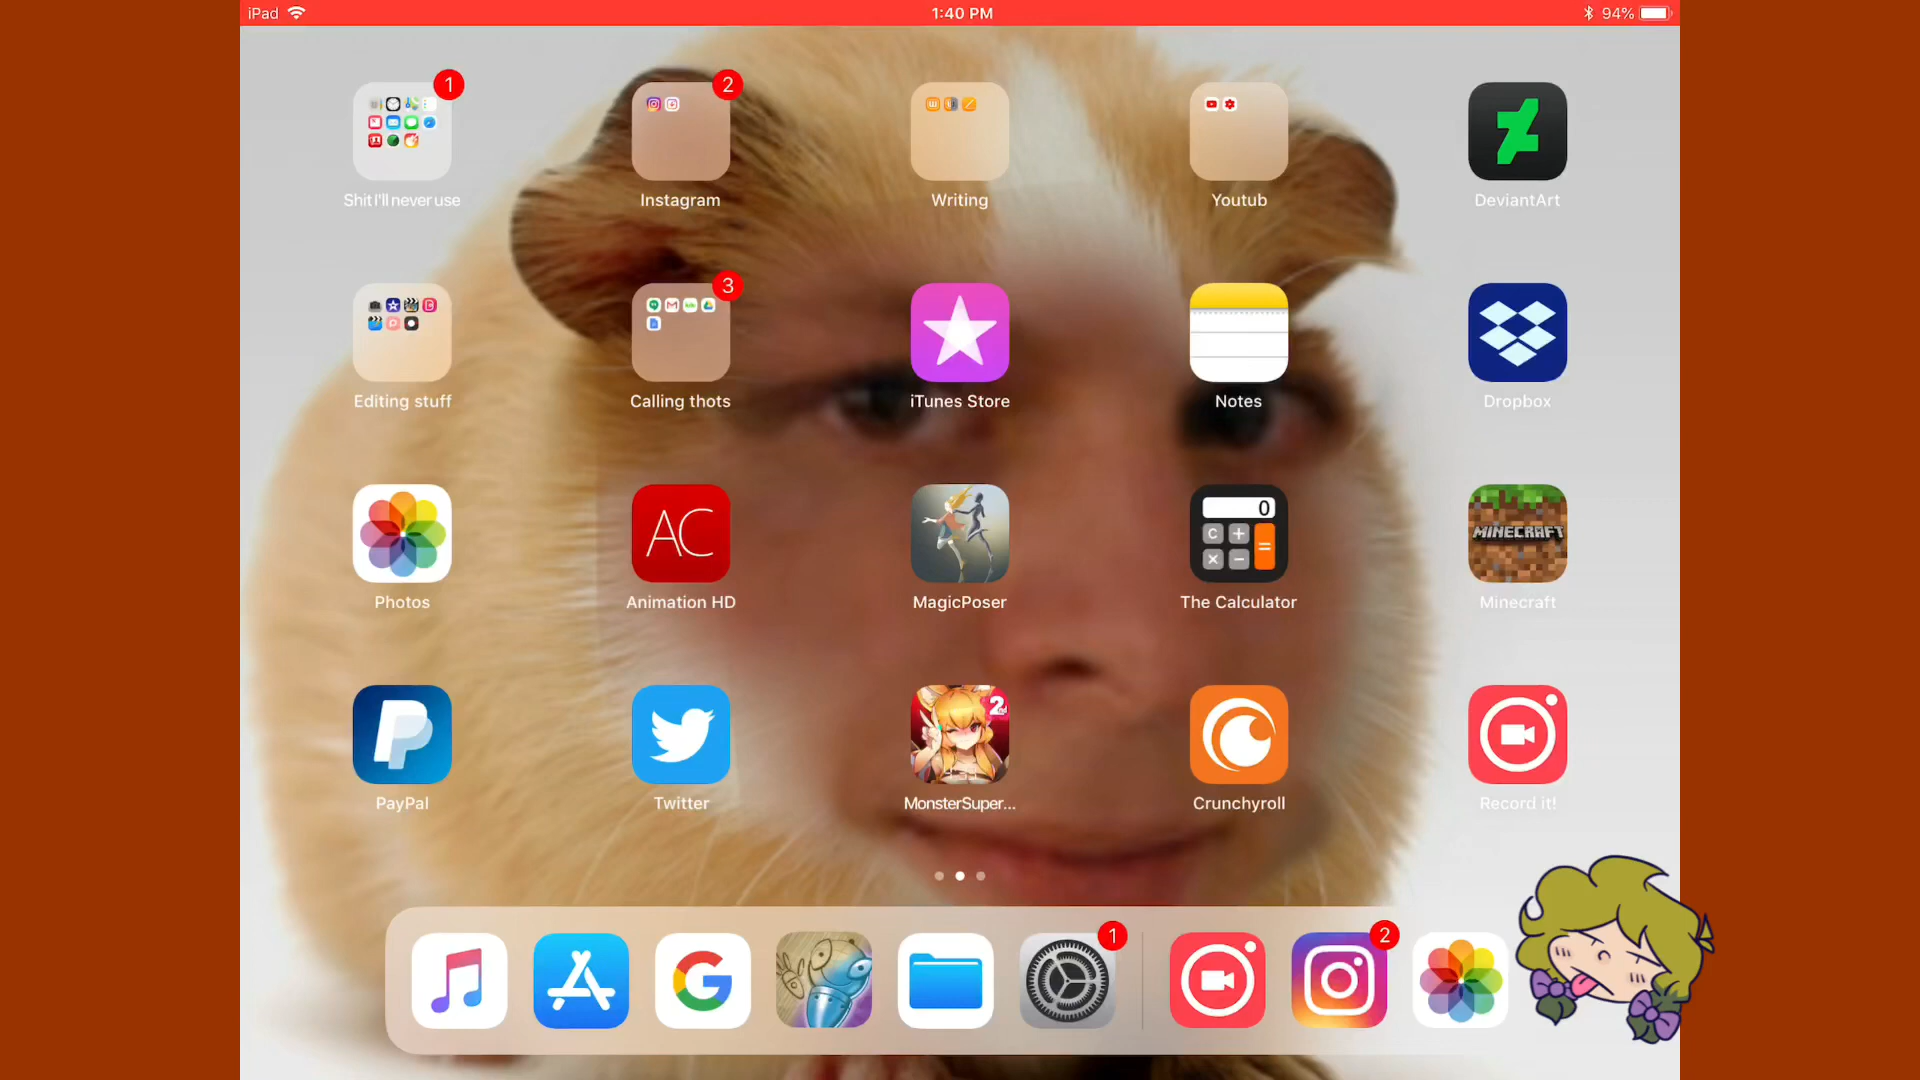 iPad 1:40 PM 94%
1 2
Shit I'll never use Instagram Writing Youtub DeviantArt
3
Editing stuff Calling thots iTunes Store Notes Dropbox
AC 0 C + × − = MINECRAFT
Photos Animation HD MagicPoser The Calculator Minecraft
2
PayPal Twitter MonsterSuper... Crunchyroll Record it!
1 2
G